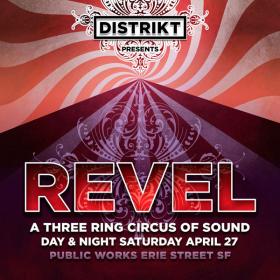 DISTRIKT
PRESENTS
REVEL
A THREE RING CIRCUS OF SOUND
DAY & NIGHT SATURDAY APRIL 27
PUBLIC WORKS ERIE STREET SF